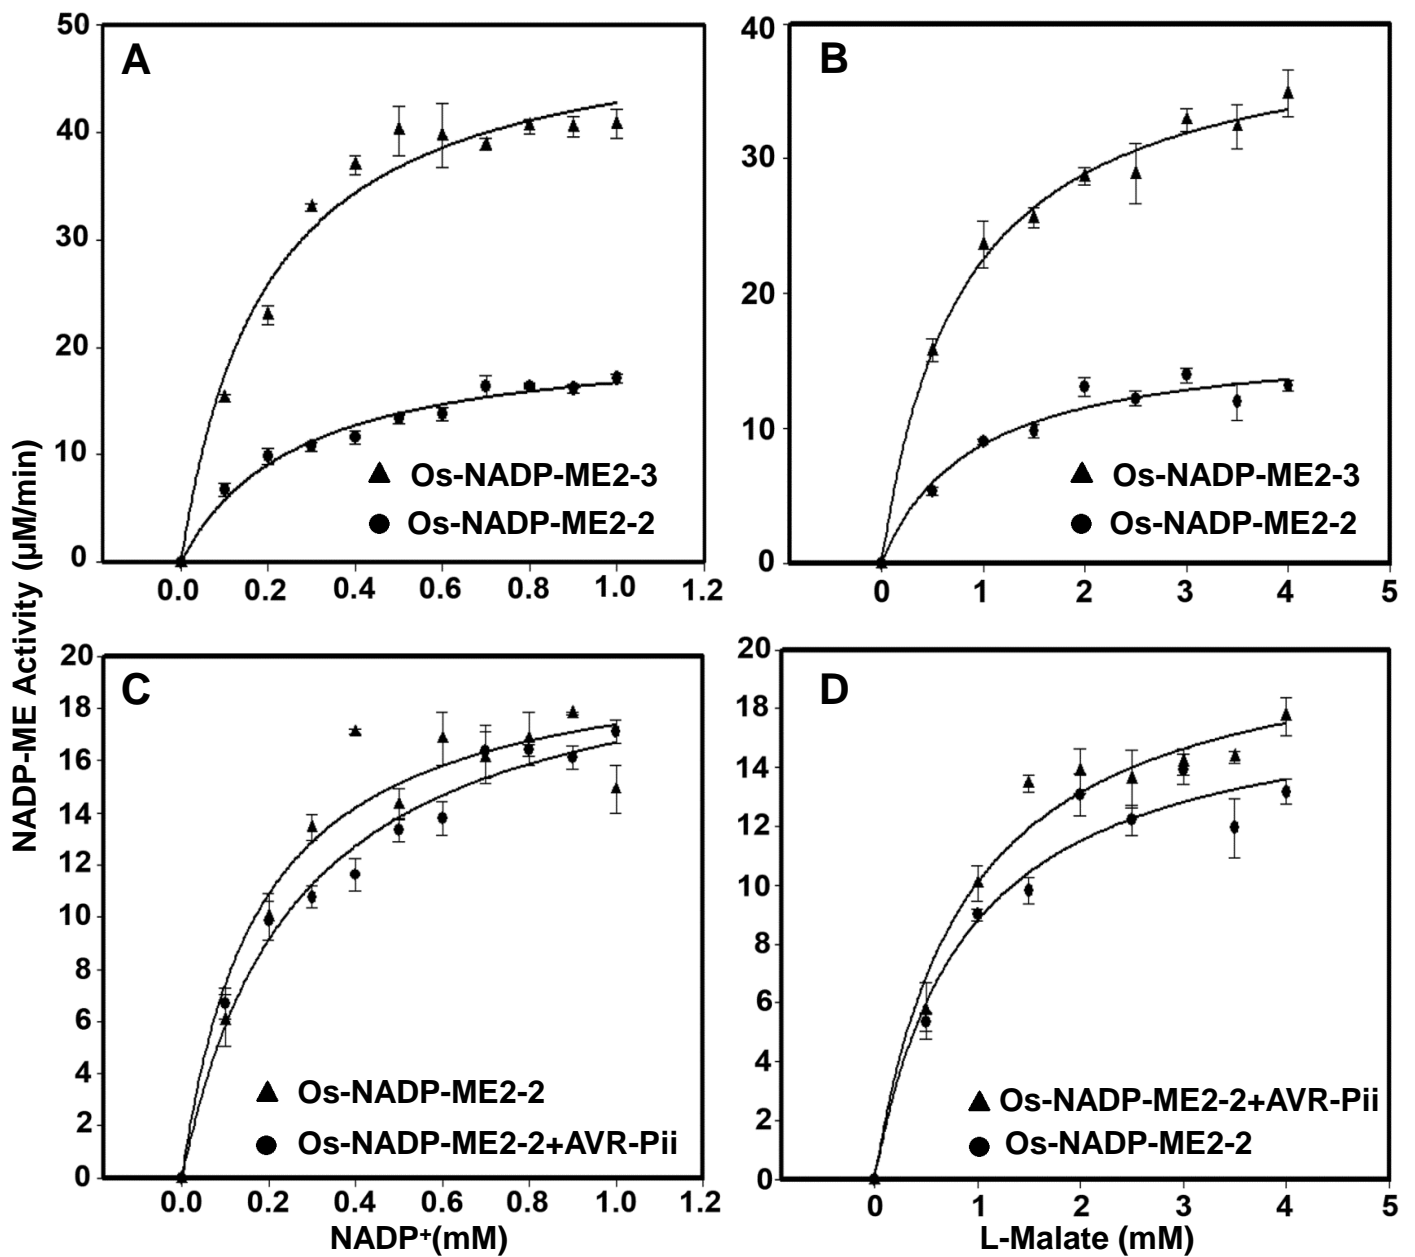 NADP-ME Activity (µM/min)
A
50
40
30
20
10
0
▲ Os-NADP-ME2-3
● Os-NADP-ME2-2
0.0 0.2 0.4 0.6 0.8 1.0 1.2
B
40
30
20
10
0
▲ Os-NADP-ME2-3
● Os-NADP-ME2-2
0 1 2 3 4 5
C
20
18
16
14
12
10
8
6
4
2
0
▲ Os-NADP-ME2-2
● Os-NADP-ME2-2+AVR-Pii
0.0 0.2 0.4 0.6 0.8 1.0 1.2
NADP⁺(mM)
D
20
18
14
12
10
8
6
4
2
0
▲ Os-NADP-ME2-2+AVR-Pii
● Os-NADP-ME2-2
0 1 2 3 4 5
L-Malate (mM)